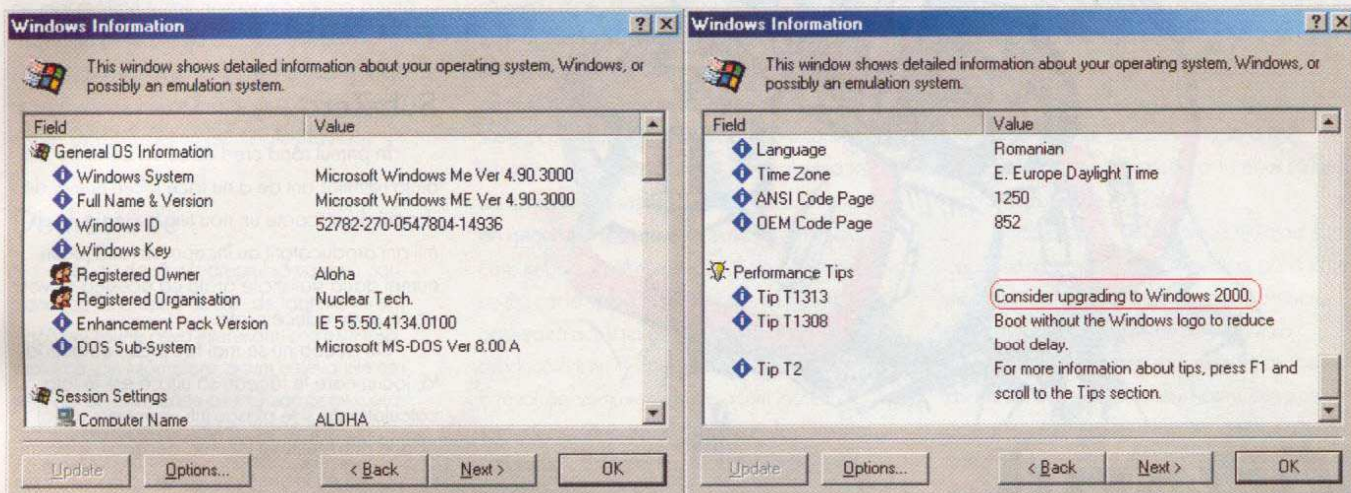 Windows Information
This window shows detailed information about your operating system, Windows, or
possibly an emulation system.
Field Value
General OS Information
Windows System Microsoft Windows Me Ver 4.90.3000
Full Name & Version Microsoft Windows ME Ver 4.90.3000
Windows ID 52782-270-0547804-14936
Windows Key
Registered Owner Aloha
Registered Organisation Nuclear Tech.
Enhancement Pack Version IE 5 5.50.4134.0100
DOS Sub-System Microsoft MS-DOS Ver 8.00 A
Session Settings
Computer Name ALOHA
Update Options... < Back Next > OK
Windows Information
This window shows detailed information about your operating system, Windows, or
possibly an emulation system.
Field Value
Language Romanian
Time Zone E. Europe Daylight Time
ANSI Code Page 1250
OEM Code Page 852
Performance Tips
Tip T1313 Consider upgrading to Windows 2000.
Tip T1308 Boot without the Windows logo to reduce
boot delay.
Tip T2 For more information about tips, press F1 and
scroll to the Tips section.
Update Options... < Back Next > OK